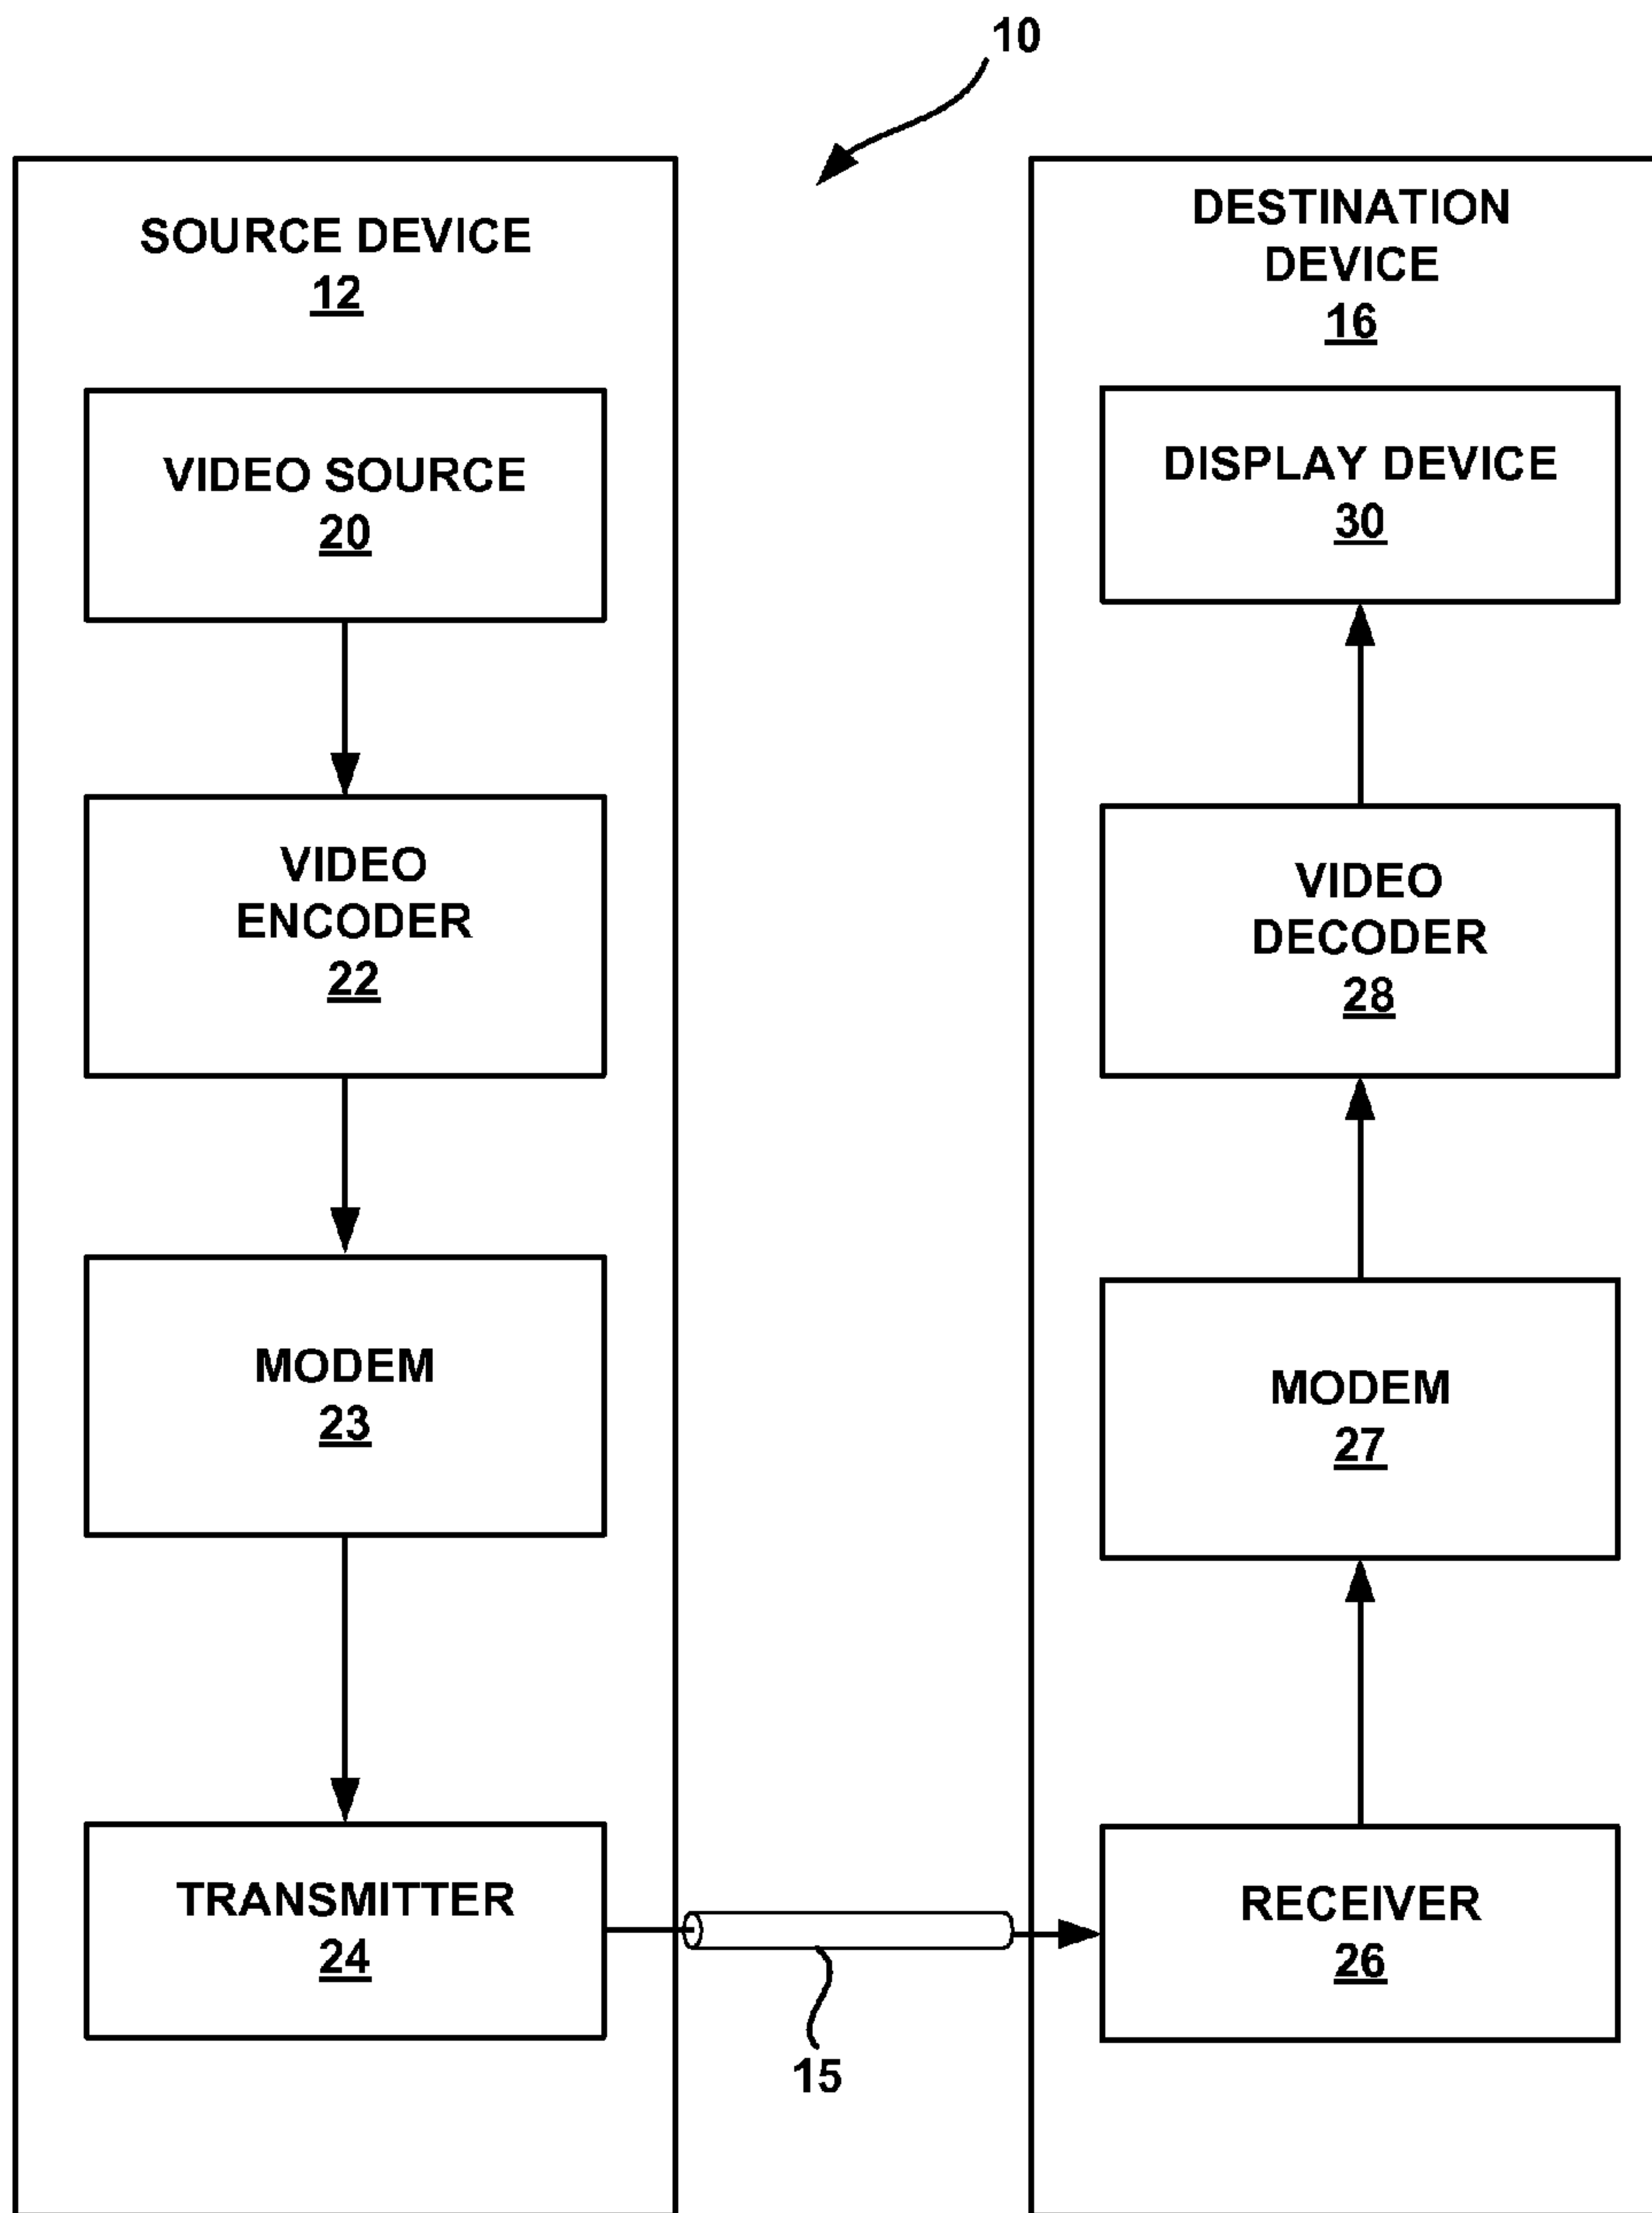 10
SOURCE DEVICE
12
VIDEO SOURCE
20
VIDEO
ENCODER
22
MODEM
23
TRANSMITTER
24
15
DESTINATION
DEVICE
16
DISPLAY DEVICE
30
VIDEO
DECODER
28
MODEM
27
RECEIVER
26